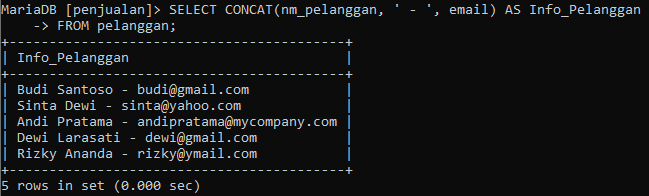 MariaDB [penjualan]> SELECT CONCAT(nm_pelanggan, ' - ', email) AS Info_Pelanggan
    -> FROM pelanggan;
+------------------------------------------+
| Info_Pelanggan                           |
+------------------------------------------+
| Budi Santoso - budi@gmail.com            |
| Sinta Dewi - sinta@yahoo.com             |
| Andi Pratama - andipratama@mycompany.com |
| Dewi Larasati - dewi@gmail.com           |
| Rizky Ananda - rizky@ymail.com           |
+------------------------------------------+
5 rows in set (0.000 sec)